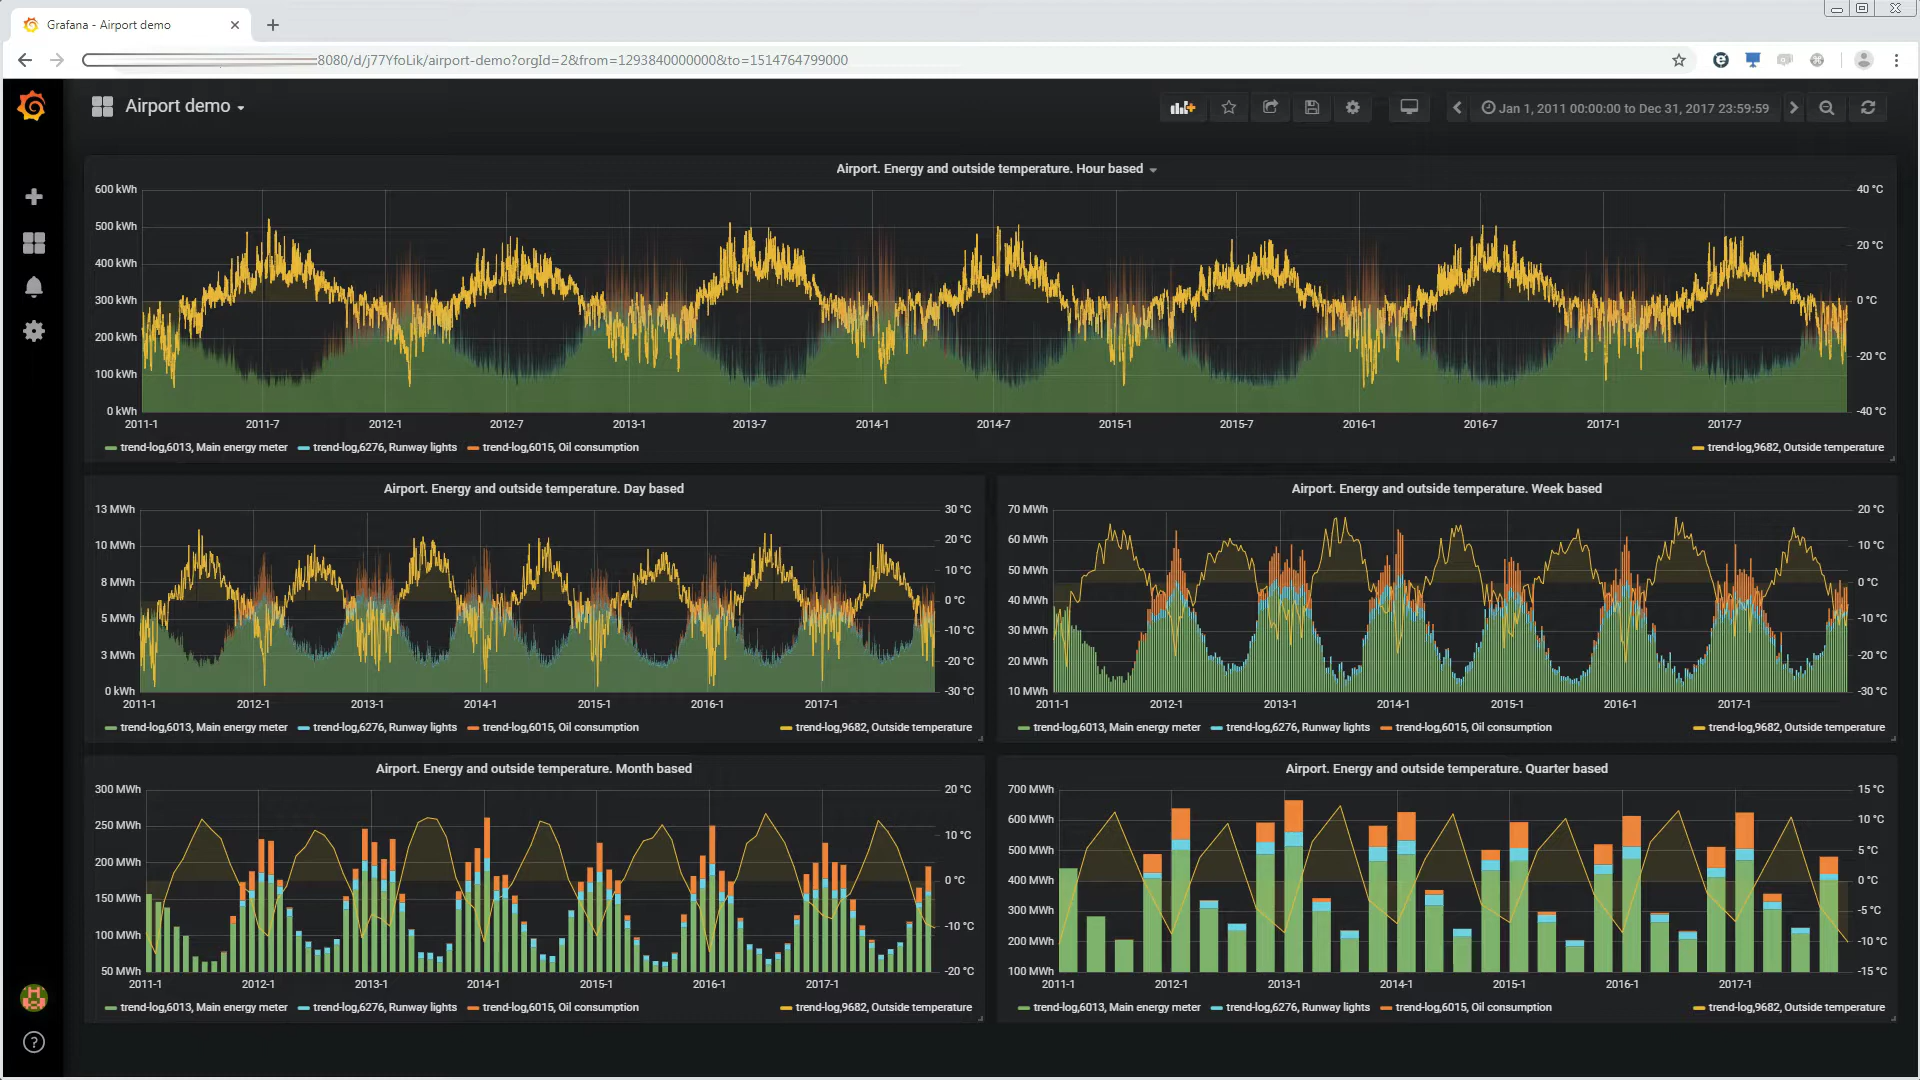 Grafana - Airport demo
:8080/d/j77YfoLik/airport-demo?orgId=2&from=1293840000000&to=1514764799000
Airport demo
Jan 1, 2011 00:00:00 to Dec 31, 2017 23:59:59
Airport. Energy and outside temperature. Hour based
600 kWh
500 kWh
400 kWh
300 kWh
200 kWh
100 kWh
0 kWh
40 °C
20 °C
0 °C
-20 °C
-40 °C
2011-1 2011-7 2012-1 2012-7 2013-1 2013-7 2014-1 2014-7 2015-1 2015-7 2016-1 2016-7 2017-1 2017-7
trend-log,6013, Main energy meter trend-log,6276, Runway lights trend-log,6015, Oil consumption trend-log,9682, Outside temperature
Airport. Energy and outside temperature. Day based
13 MWh
10 MWh
8 MWh
5 MWh
3 MWh
0 kWh
30 °C
20 °C
10 °C
0 °C
-10 °C
-20 °C
-30 °C
2011-1 2012-1 2013-1 2014-1 2015-1 2016-1 2017-1
trend-log,6013, Main energy meter trend-log,6276, Runway lights trend-log,6015, Oil consumption trend-log,9682, Outside temperature
Airport. Energy and outside temperature. Week based
70 MWh
60 MWh
50 MWh
40 MWh
30 MWh
20 MWh
10 MWh
20 °C
10 °C
0 °C
-10 °C
-20 °C
-30 °C
2011-1 2012-1 2013-1 2014-1 2015-1 2016-1 2017-1
trend-log,6013, Main energy meter trend-log,6276, Runway lights trend-log,6015, Oil consumption trend-log,9682, Outside temperature
Airport. Energy and outside temperature. Month based
300 MWh
250 MWh
200 MWh
150 MWh
100 MWh
50 MWh
20 °C
10 °C
0 °C
-10 °C
-20 °C
2011-1 2012-1 2013-1 2014-1 2015-1 2016-1 2017-1
trend-log,6013, Main energy meter trend-log,6276, Runway lights trend-log,6015, Oil consumption trend-log,9682, Outside temperature
Airport. Energy and outside temperature. Quarter based
700 MWh
600 MWh
500 MWh
400 MWh
300 MWh
200 MWh
100 MWh
15 °C
10 °C
5 °C
0 °C
-5 °C
-10 °C
-15 °C
2011-1 2012-1 2013-1 2014-1 2015-1 2016-1 2017-1
trend-log,6013, Main energy meter trend-log,6276, Runway lights trend-log,6015, Oil consumption trend-log,9682, Outside temperature